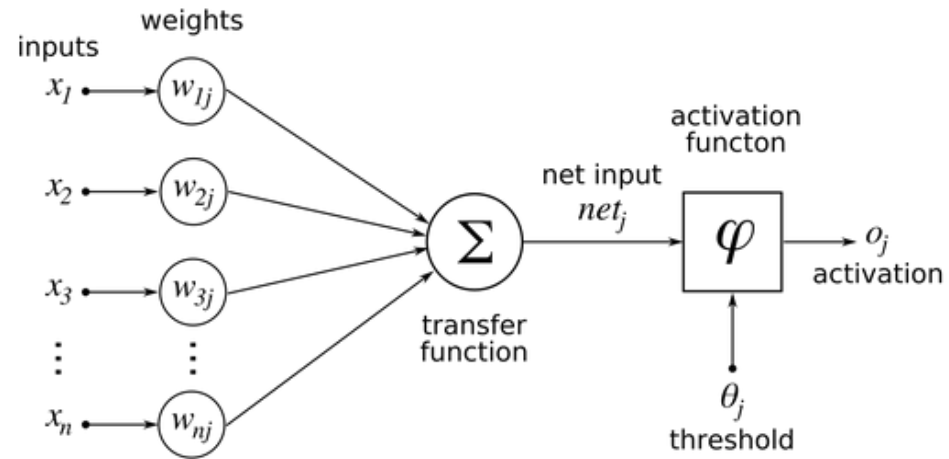 weights
inputs
x₁
w₁ⱼ
activation
functon
x₂
w₂ⱼ
net input
netⱼ
Σ
φ
oⱼ
activation
x₃
w₃ⱼ
transfer
function
⋮
⋮
xₙ
wₙⱼ
θⱼ
threshold